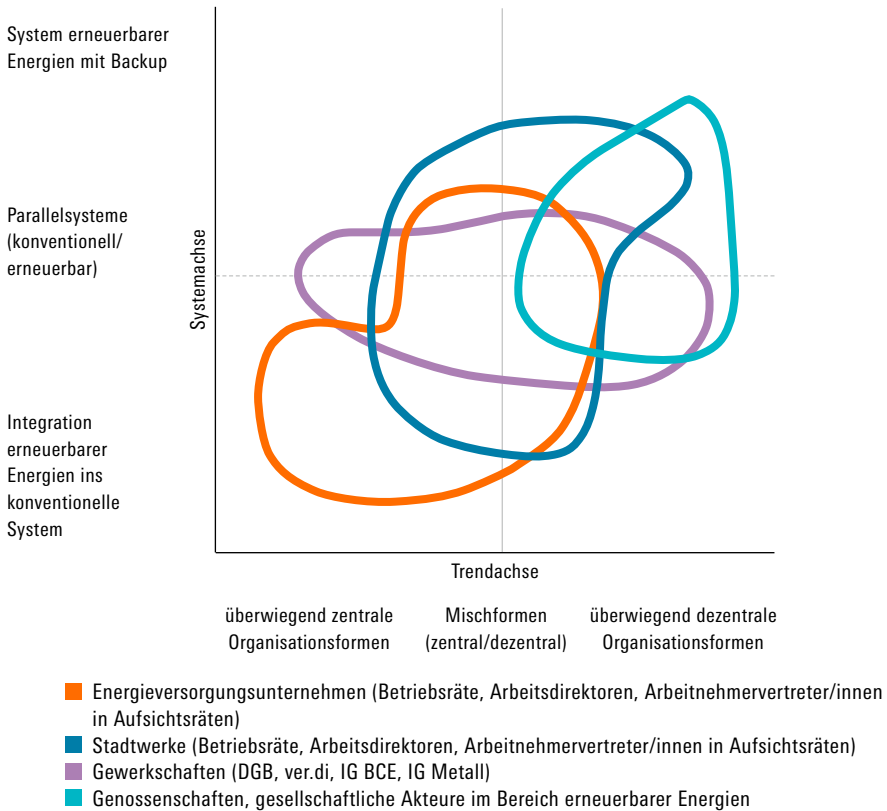 System erneuerbarer
Energien mit Backup
Parallelsysteme
(konventionell/
erneuerbar)
Systemachse
Integration
erneuerbarer
Energien ins
konventionelle
System
Trendachse
überwiegend zentrale
Organisationsformen
Mischformen
(zentral/dezentral)
überwiegend dezentrale
Organisationsformen
Energieversorgungsunternehmen (Betriebsräte, Arbeitsdirektoren, Arbeitnehmervertreter/innen
in Aufsichtsräten)
Stadtwerke (Betriebsräte, Arbeitsdirektoren, Arbeitnehmervertreter/innen in Aufsichtsräten)
Gewerkschaften (DGB, ver.di, IG BCE, IG Metall)
Genossenschaften, gesellschaftliche Akteure im Bereich erneuerbarer Energien